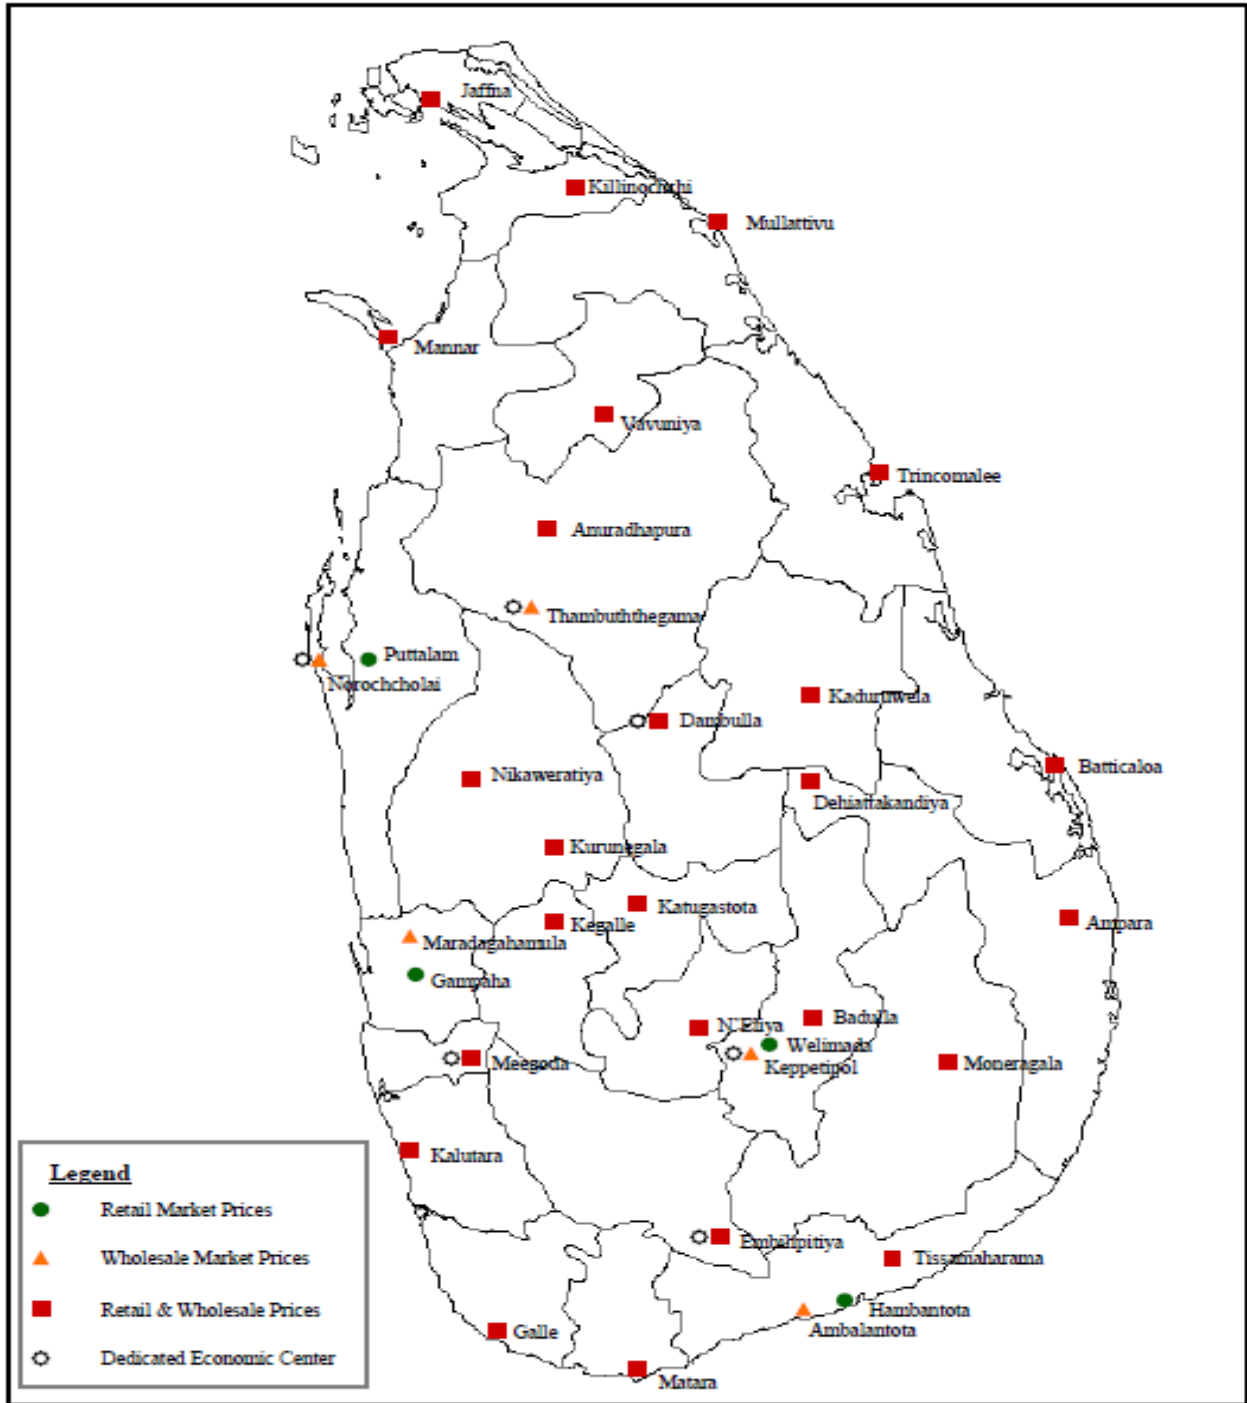 Jaffna
Killinochchi
Mullattivu
Mannar
Vavuniya
Trincomalee
Anuradhapura
Thambuththegama
Puttalam
Norochcholai
Kaduruwela
Dambulla
Batticaloa
Nikaweratiya
Dehiattakandiya
Kurunegala
Katugastota
Kegalle
Ampara
Maradagahamula
Gampaha
Badulla
N'Eliya
Welimada
Keppetipol
Meegoda
Moneragala
Kalutara
Legend
Retail Market Prices
Wholesale Market Prices
Retail & Wholesale Prices
Dedicated Economic Center
Embilipitiya
Tissamaharama
Hambantota
Ambalantota
Galle
Matara